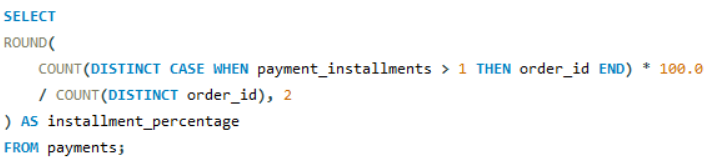 SELECT
ROUND(
    COUNT(DISTINCT CASE WHEN payment_installments > 1 THEN order_id END) * 100.0
    / COUNT(DISTINCT order_id), 2
) AS installment_percentage
FROM payments;